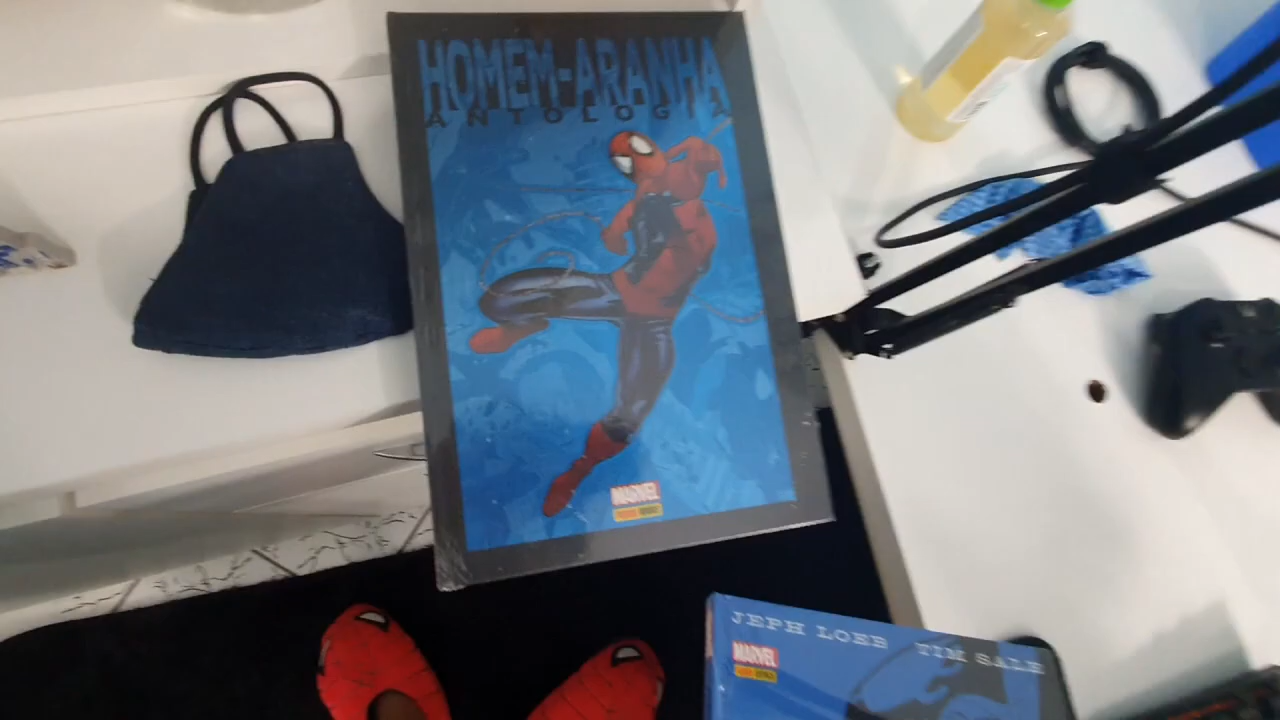 HOMEM-ARANHA
ANTOLOGIA
MARVEL
JEPH LOEB TIM SALE
MARVEL